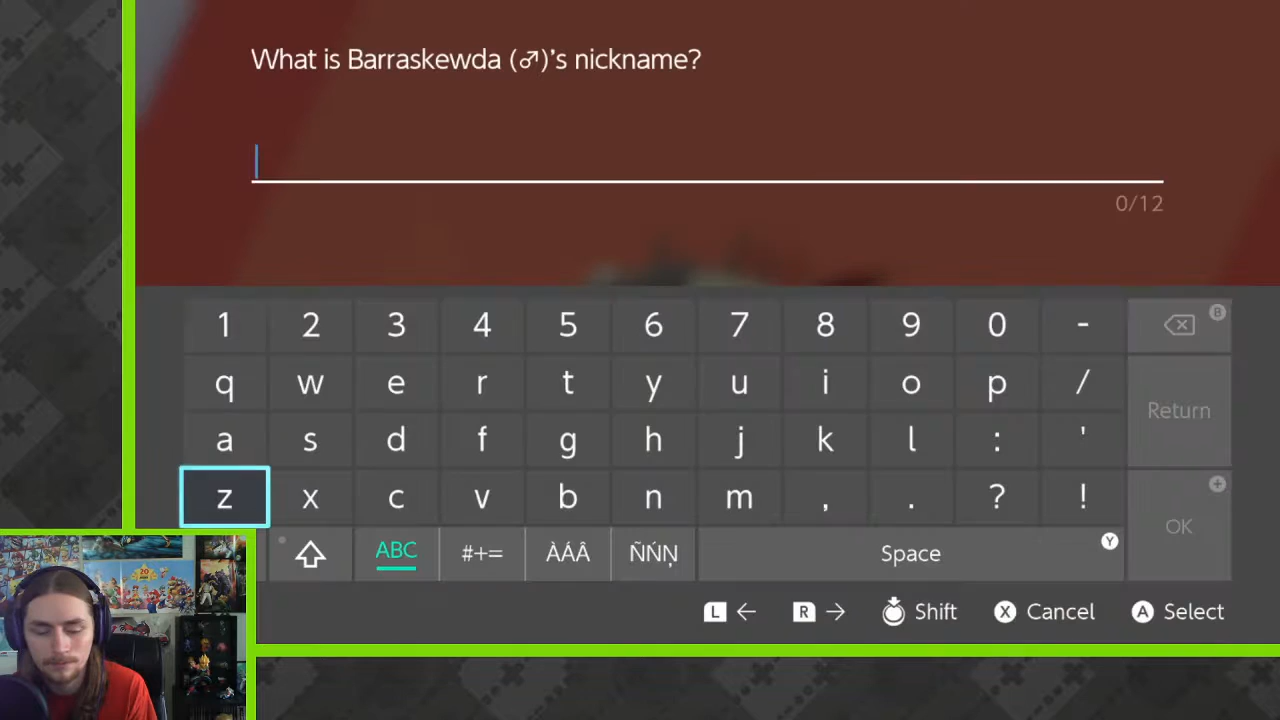 What is Barraskewda (♂)'s nickname?
0/12
1 2 3 4 5 6 7 8 9 0 - B
q w e r t y u i o p / Return
a s d f g h j k l : '
z x c v b n m , . ? ! +
ABC #+= ÀÁÂ ÑŃŅ Space Y OK
L ← R → Shift X Cancel A Select
20